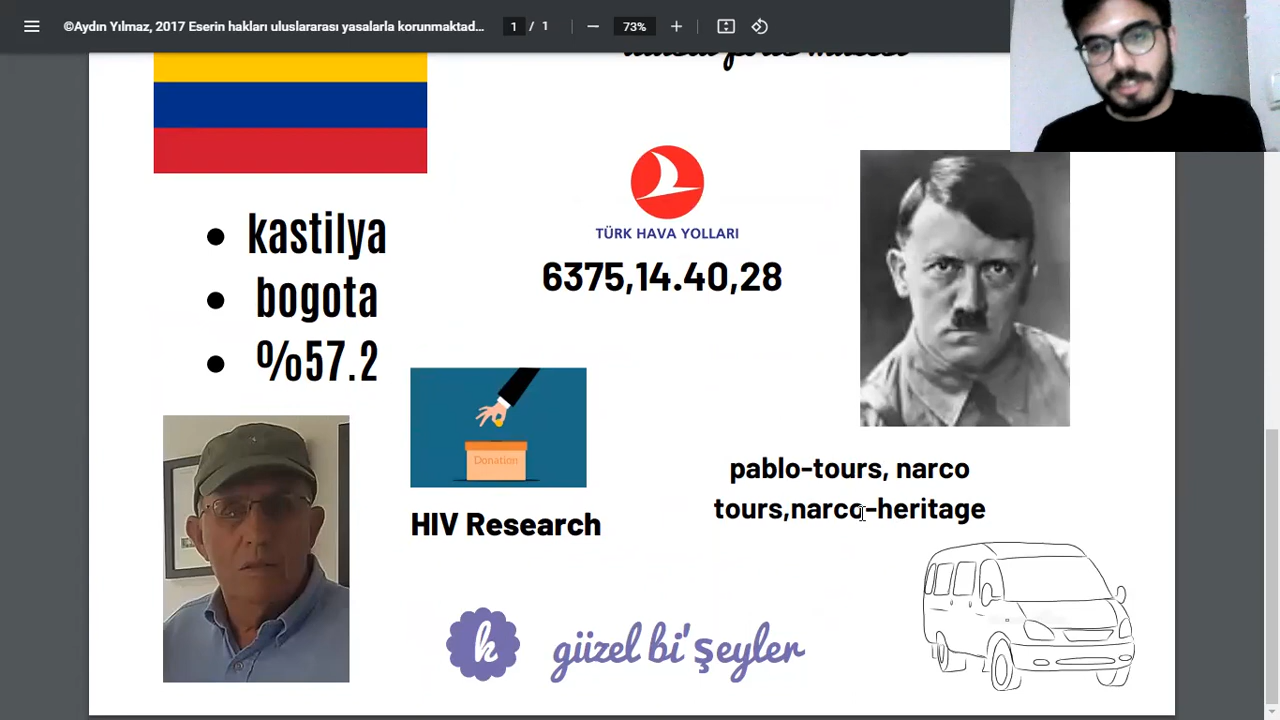 ©Aydın Yılmaz, 2017 Eserin hakları uluslararası yasalarla korunmaktad...
1 / 1
73%
TÜRK HAVA YOLLARI
6375,14.40,28
kastilya
bogota
%57.2
Donation
HIV Research
pablo-tours, narco
tours,narco-heritage
k
güzel bi'şeyler